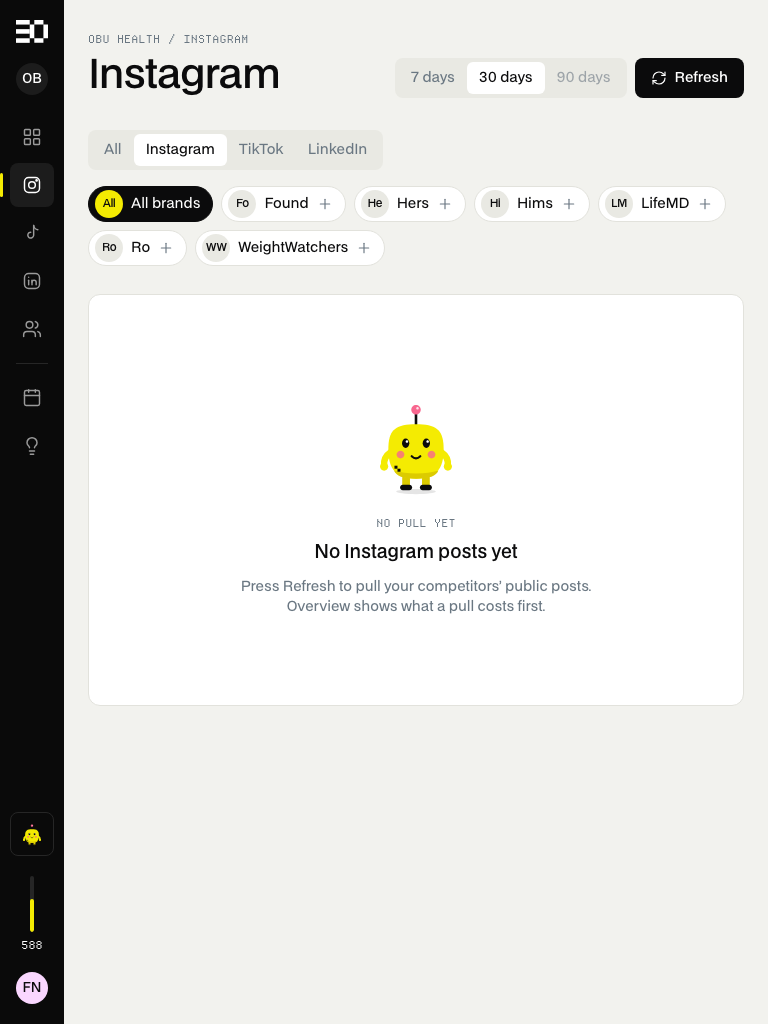 OB
OBU HEALTH / INSTAGRAM
Instagram
7 days 30 days 90 days
Refresh
All Instagram TikTok LinkedIn
All All brands
Fo Found
He Hers
Hi Hims
LM LifeMD
Ro Ro
WW WeightWatchers
NO PULL YET
No Instagram posts yet
Press Refresh to pull your competitors' public posts.
Overview shows what a pull costs first.
588
FN